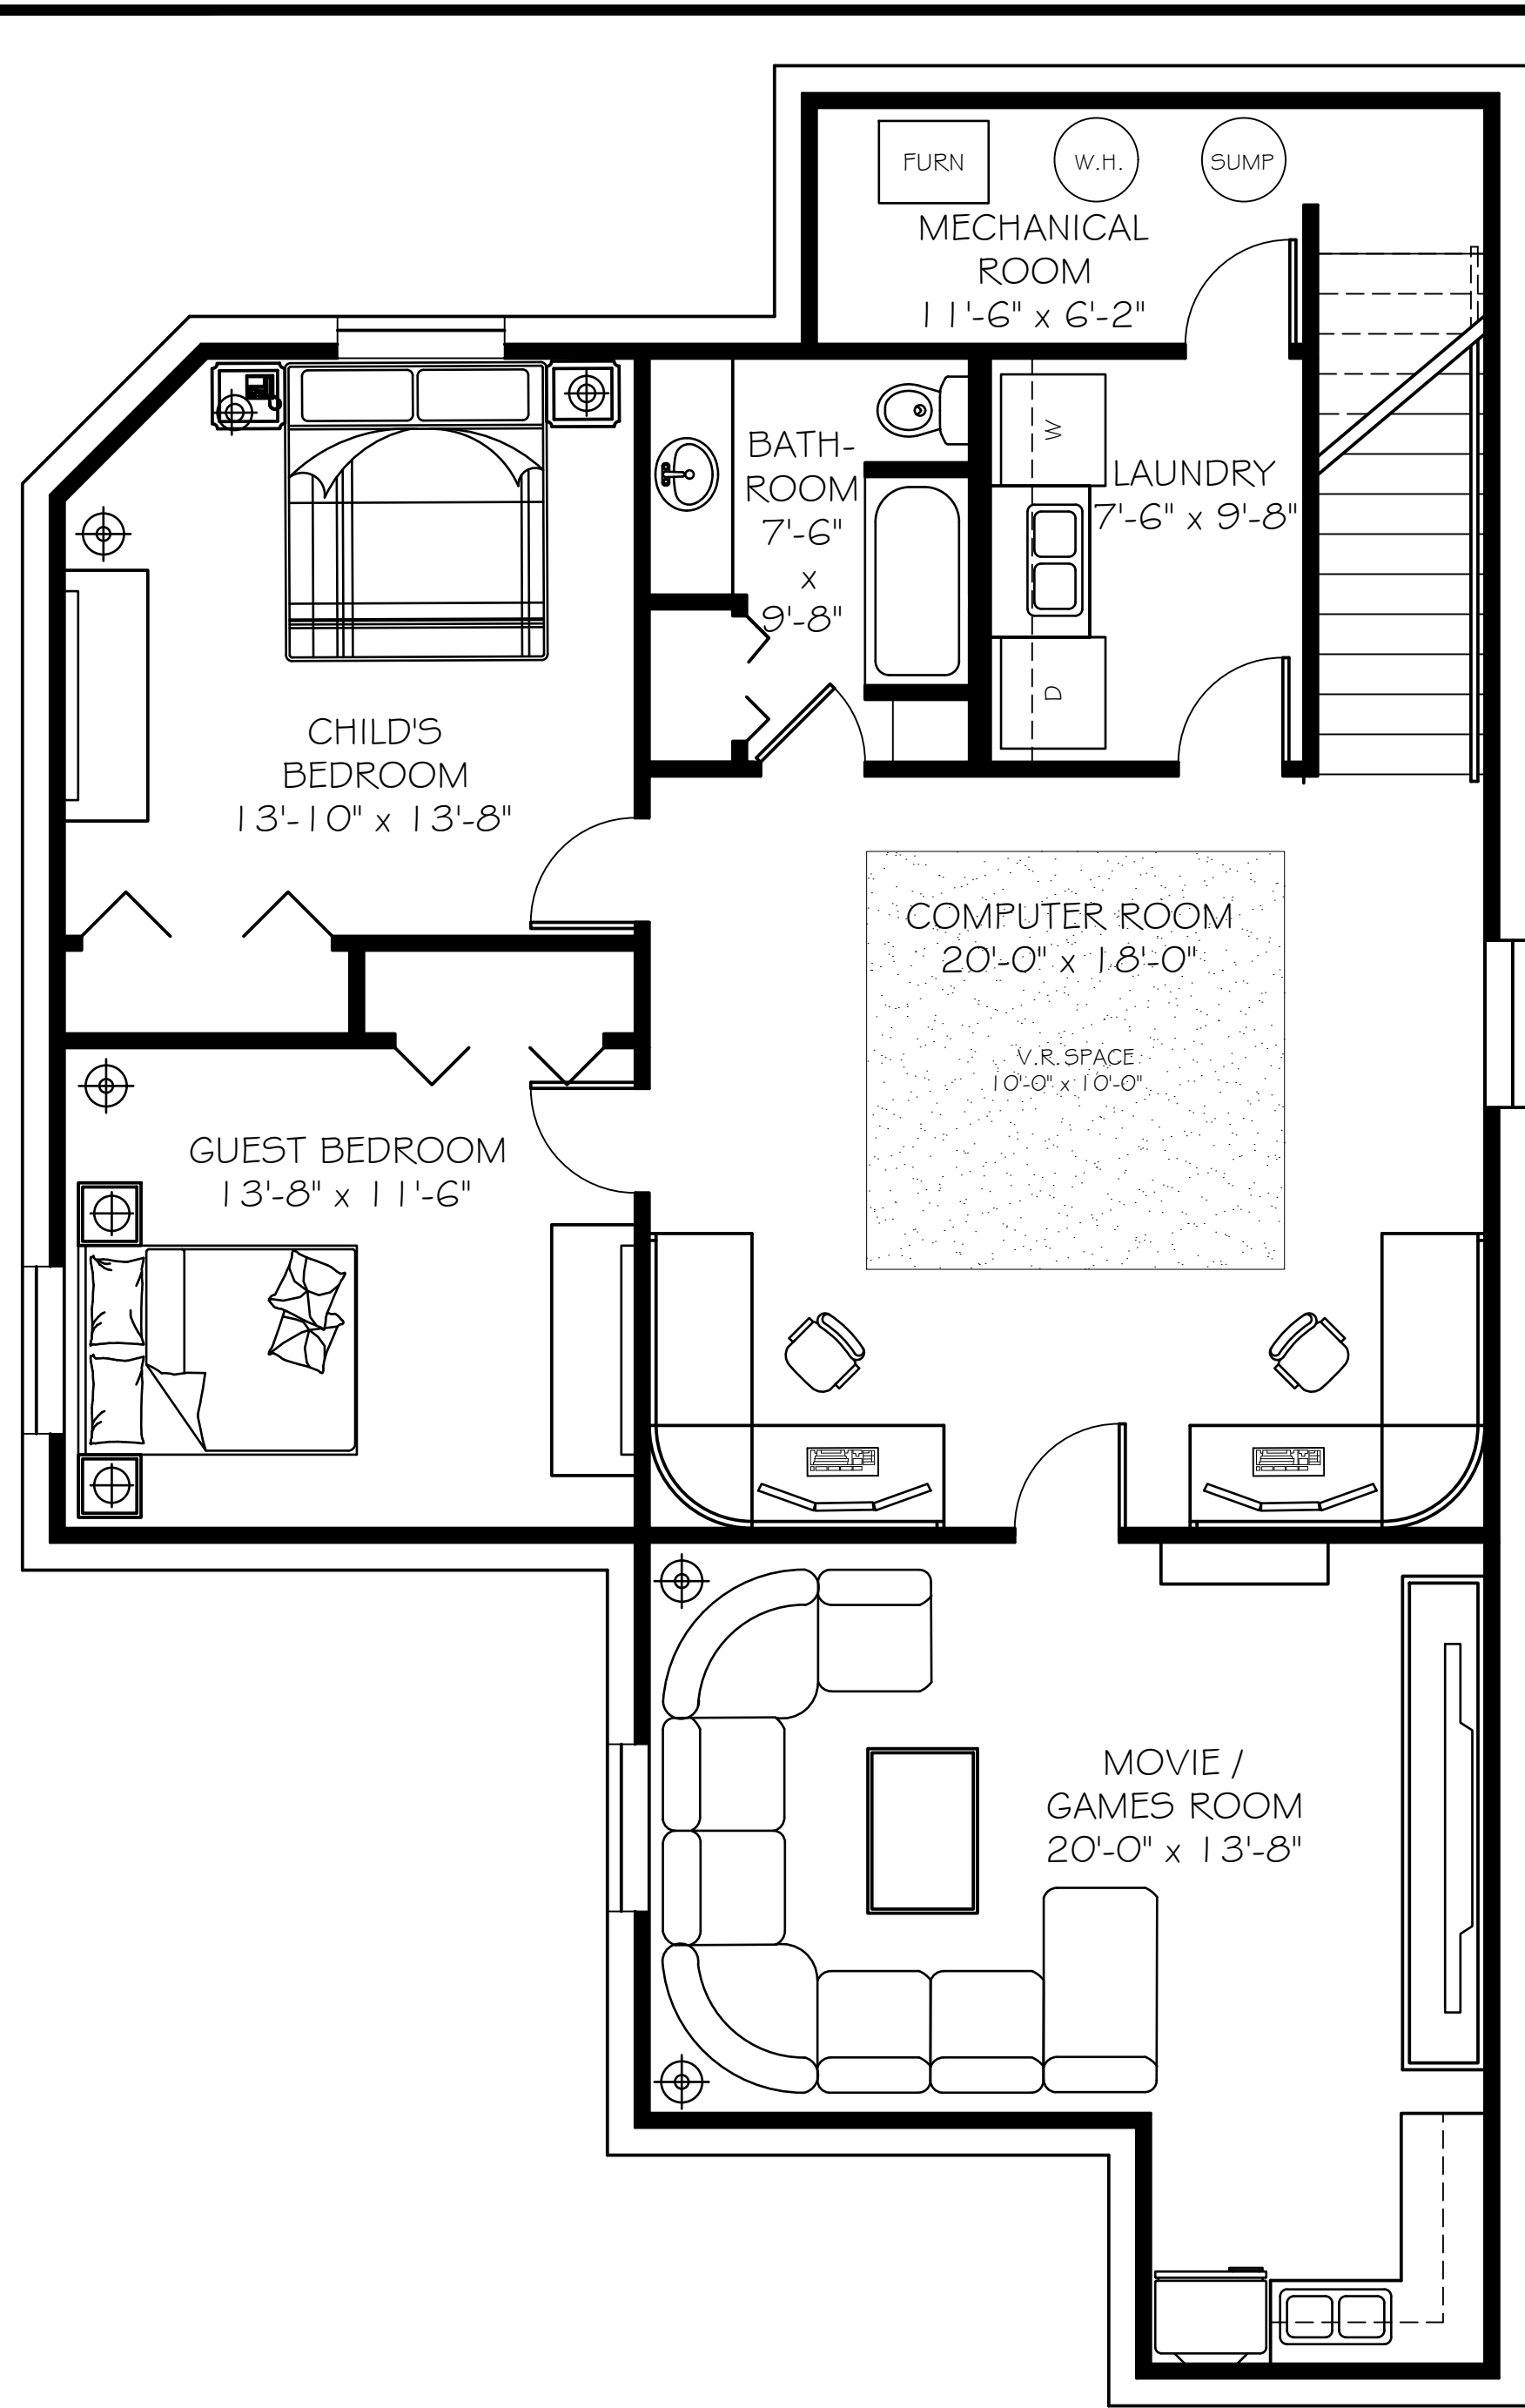 FURN
W.H.
SUMP
MECHANICAL
ROOM
11'-6" x 6'-2"
BATH-
ROOM
7'-6"
x
9'-8"
W
LAUNDRY
7'-6" x 9'-8"
D
CHILD'S
BEDROOM
13'-10" x 13'-8"
COMPUTER ROOM
20'-0" x 18'-0"
V.R. SPACE
10'-0" x 10'-0"
GUEST BEDROOM
13'-8" x 11'-6"
MOVIE /
GAMES ROOM
20'-0" x 13'-8"